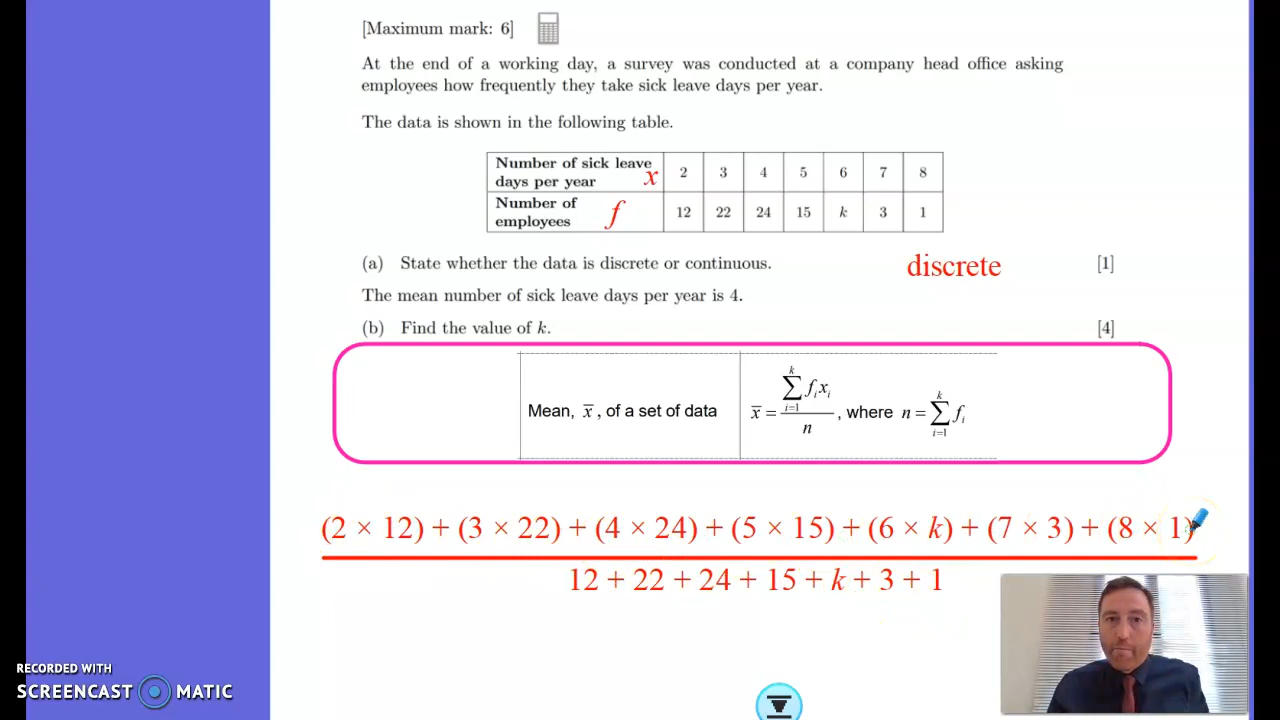 [Maximum mark: 6]
At the end of a working day, a survey was conducted at a company head office asking
employees how frequently they take sick leave days per year.
The data is shown in the following table.
Number of sick leave days per year x 2 3 4 5 6 7 8
Number of employees f 12 22 24 15 k 3 1
(a) State whether the data is discrete or continuous. discrete [1]
The mean number of sick leave days per year is 4.
(b) Find the value of k. [4]
Mean, x̄, of a set of data x̄ = ∑_{i=1}^{k} f_i x_i / n, where n = ∑_{i=1}^{k} f_i
(2 × 12) + (3 × 22) + (4 × 24) + (5 × 15) + (6 × k) + (7 × 3) + (8 × 1)
12 + 22 + 24 + 15 + k + 3 + 1
RECORDED WITH
SCREENCAST MATIC